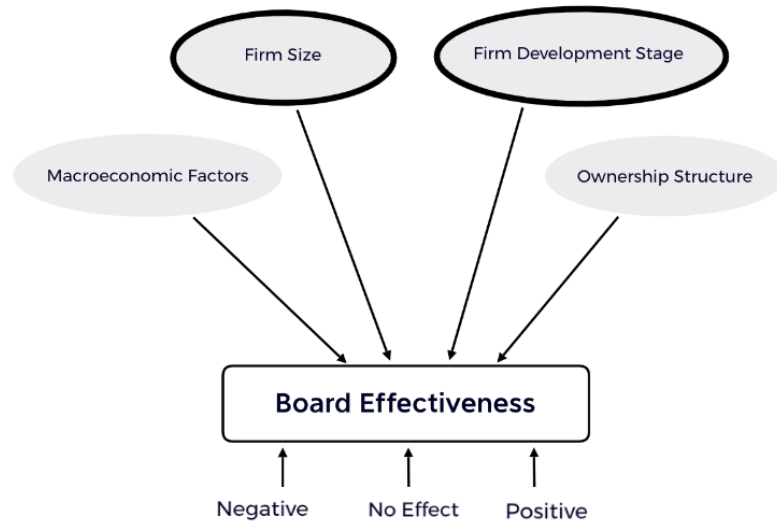 Firm Size
Firm Development Stage
Macroeconomic Factors
Ownership Structure
Board Effectiveness
Negative
No Effect
Positive